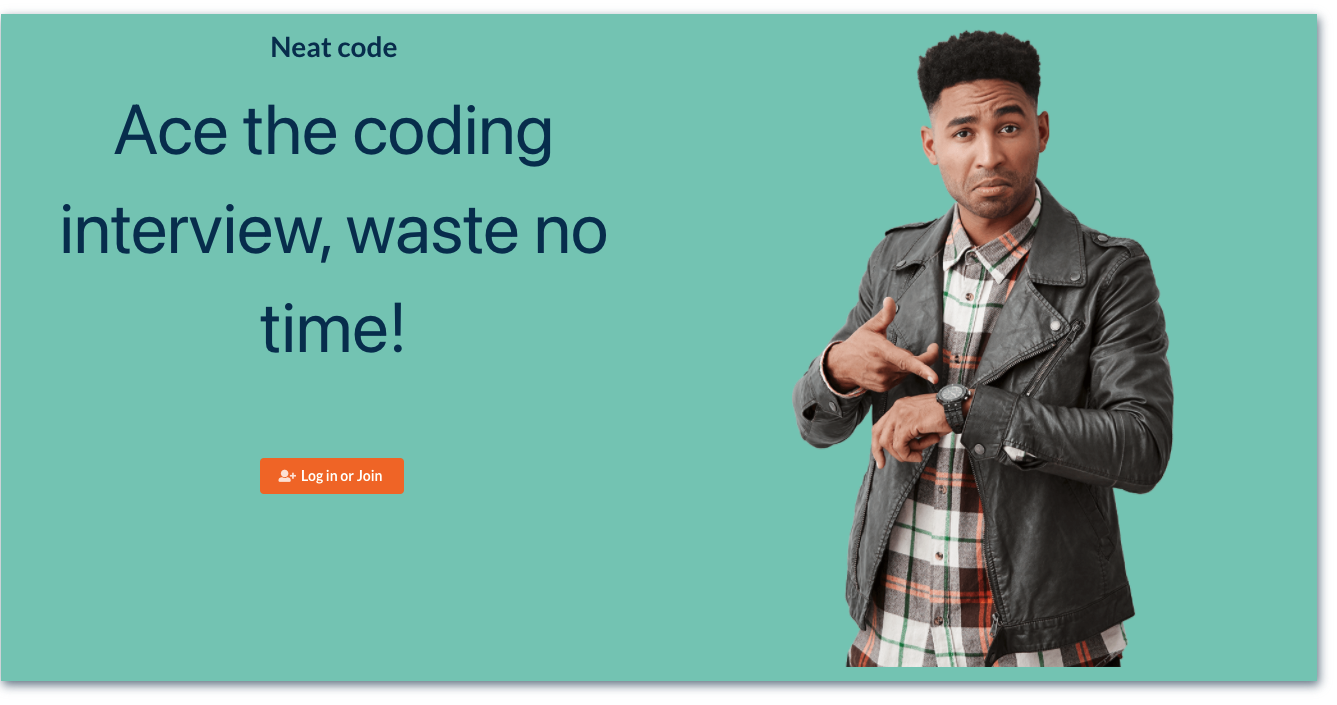 Neat code
Ace the coding
interview, waste no
time!
Log in or Join